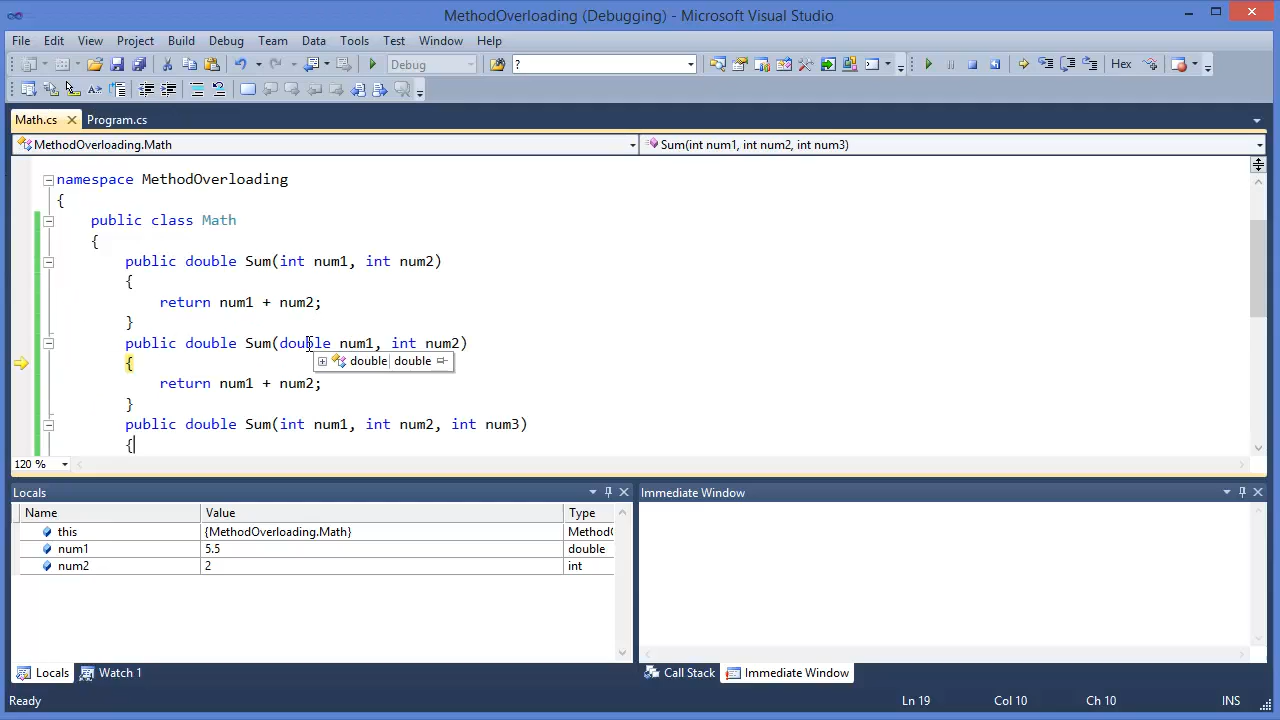 MethodOverloading (Debugging) - Microsoft Visual Studio
File Edit View Project Build Debug Team Data Tools Test Window Help
Debug ? Hex
Math.cs Program.cs
MethodOverloading.Math Sum(int num1, int num2, int num3)
namespace MethodOverloading
{
public class Math
{
public double Sum(int num1, int num2)
{
return num1 + num2;
}
public double Sum(double num1, int num2)
{ double double
return num1 + num2;
}
public double Sum(int num1, int num2, int num3)
{
120 %
Locals Immediate Window
Name Value Type
this {MethodOverloading.Math} Method(
num1 5.5 double
num2 2 int
Locals Watch 1 Call Stack Immediate Window
Ready Ln 19 Col 10 Ch 10 INS